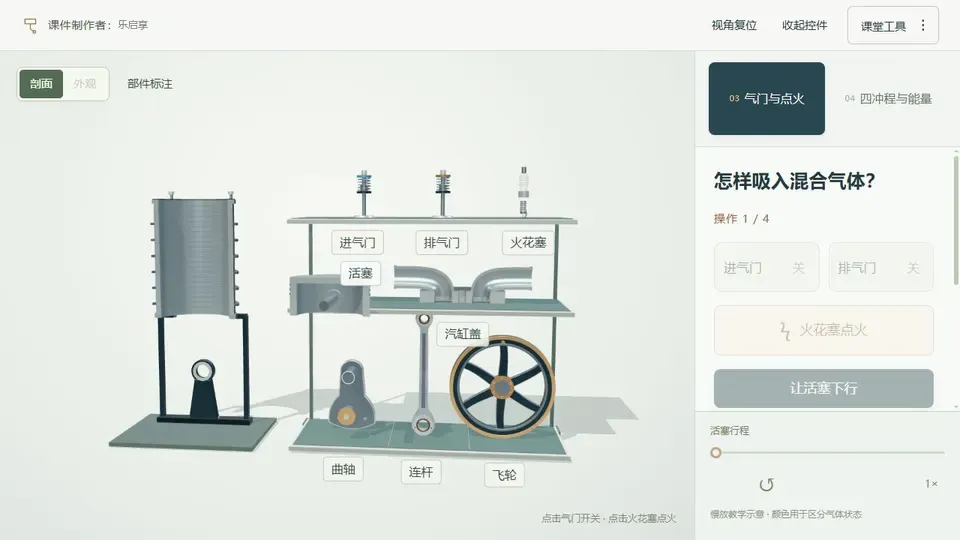 课件制作者： 乐启享
视角复位
收起控件
课堂工具
剖面
外观
部件标注
03 气门与点火
04 四冲程与能量
怎样吸入混合气体?
操作 1 / 4
进气门 关
排气门 关
火花塞点火
让活塞下行
进气门
排气门
火花塞
活塞
汽缸盖
曲轴
连杆
飞轮
活塞行程
1×
点击气门开关 · 点击火花塞点火
慢放教学示意 · 颜色用于区分气体状态